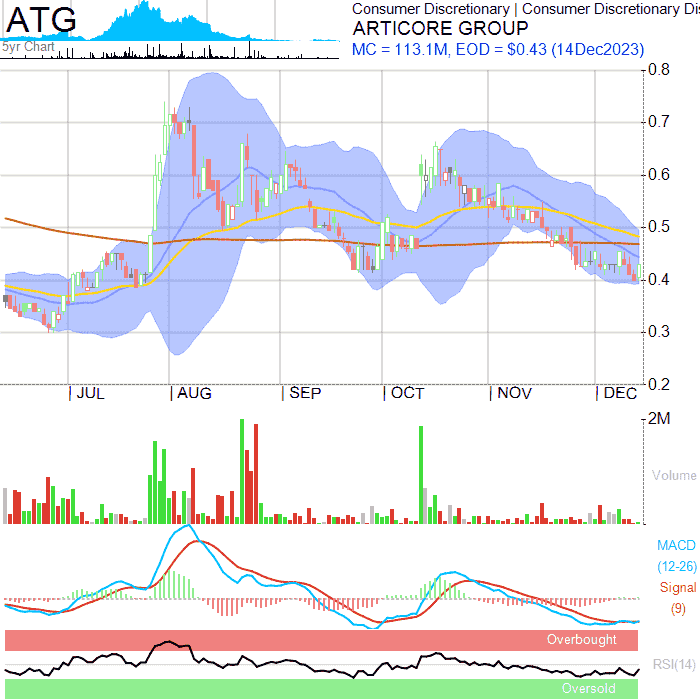 ATG
5yr Chart
Consumer Discretionary | Consumer Discretionary Dis
ARTICORE GROUP
MC = 113.1M, EOD = $0.43 (14Dec2023)
0.8
0.7
0.6
0.5
0.4
0.3
0.2
| JUL | AUG | SEP | OCT | NOV | DEC
2M
Volume
MACD
(12-26)
Signal
(9)
Overbought
RSI(14)
Oversold